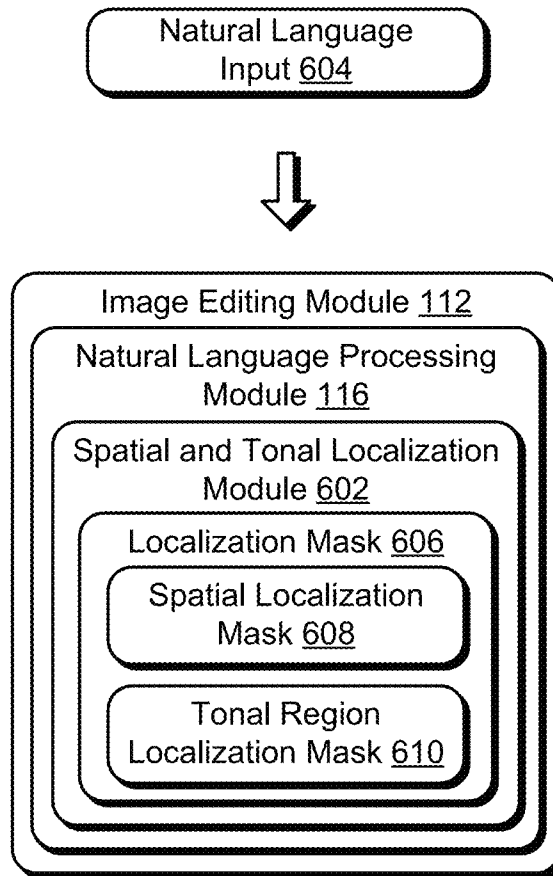 Natural Language
Input 604
Image Editing Module 112
Natural Language Processing
Module 116
Spatial and Tonal Localization
Module 602
Localization Mask 606
Spatial Localization
Mask 608
Tonal Region
Localization Mask 610